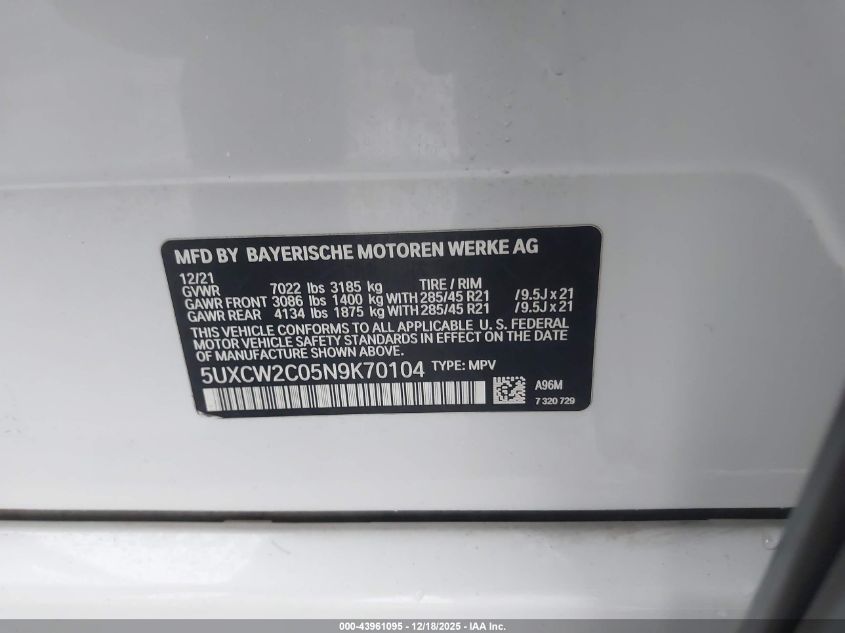 MFD BY BAYERISCHE MOTOREN WERKE AG
12/21
GVWR 7022 lbs 3185 kg TIRE / RIM
GAWR FRONT 3086 lbs 1400 kg WITH 285/45 R21 /9.5J x 21
GAWR REAR 4134 lbs 1875 kg WITH 285/45 R21 /9.5J x 21
THIS VEHICLE CONFORMS TO ALL APPLICABLE U. S. FEDERAL
MOTOR VEHICLE SAFETY STANDARDS IN EFFECT ON THE DATE
OF MANUFACTURE SHOWN ABOVE.
5UXCW2C05N9K70104 TYPE: MPV
A96M
7 320 729
000-43961095 - 12/18/2025 - IAA Inc.